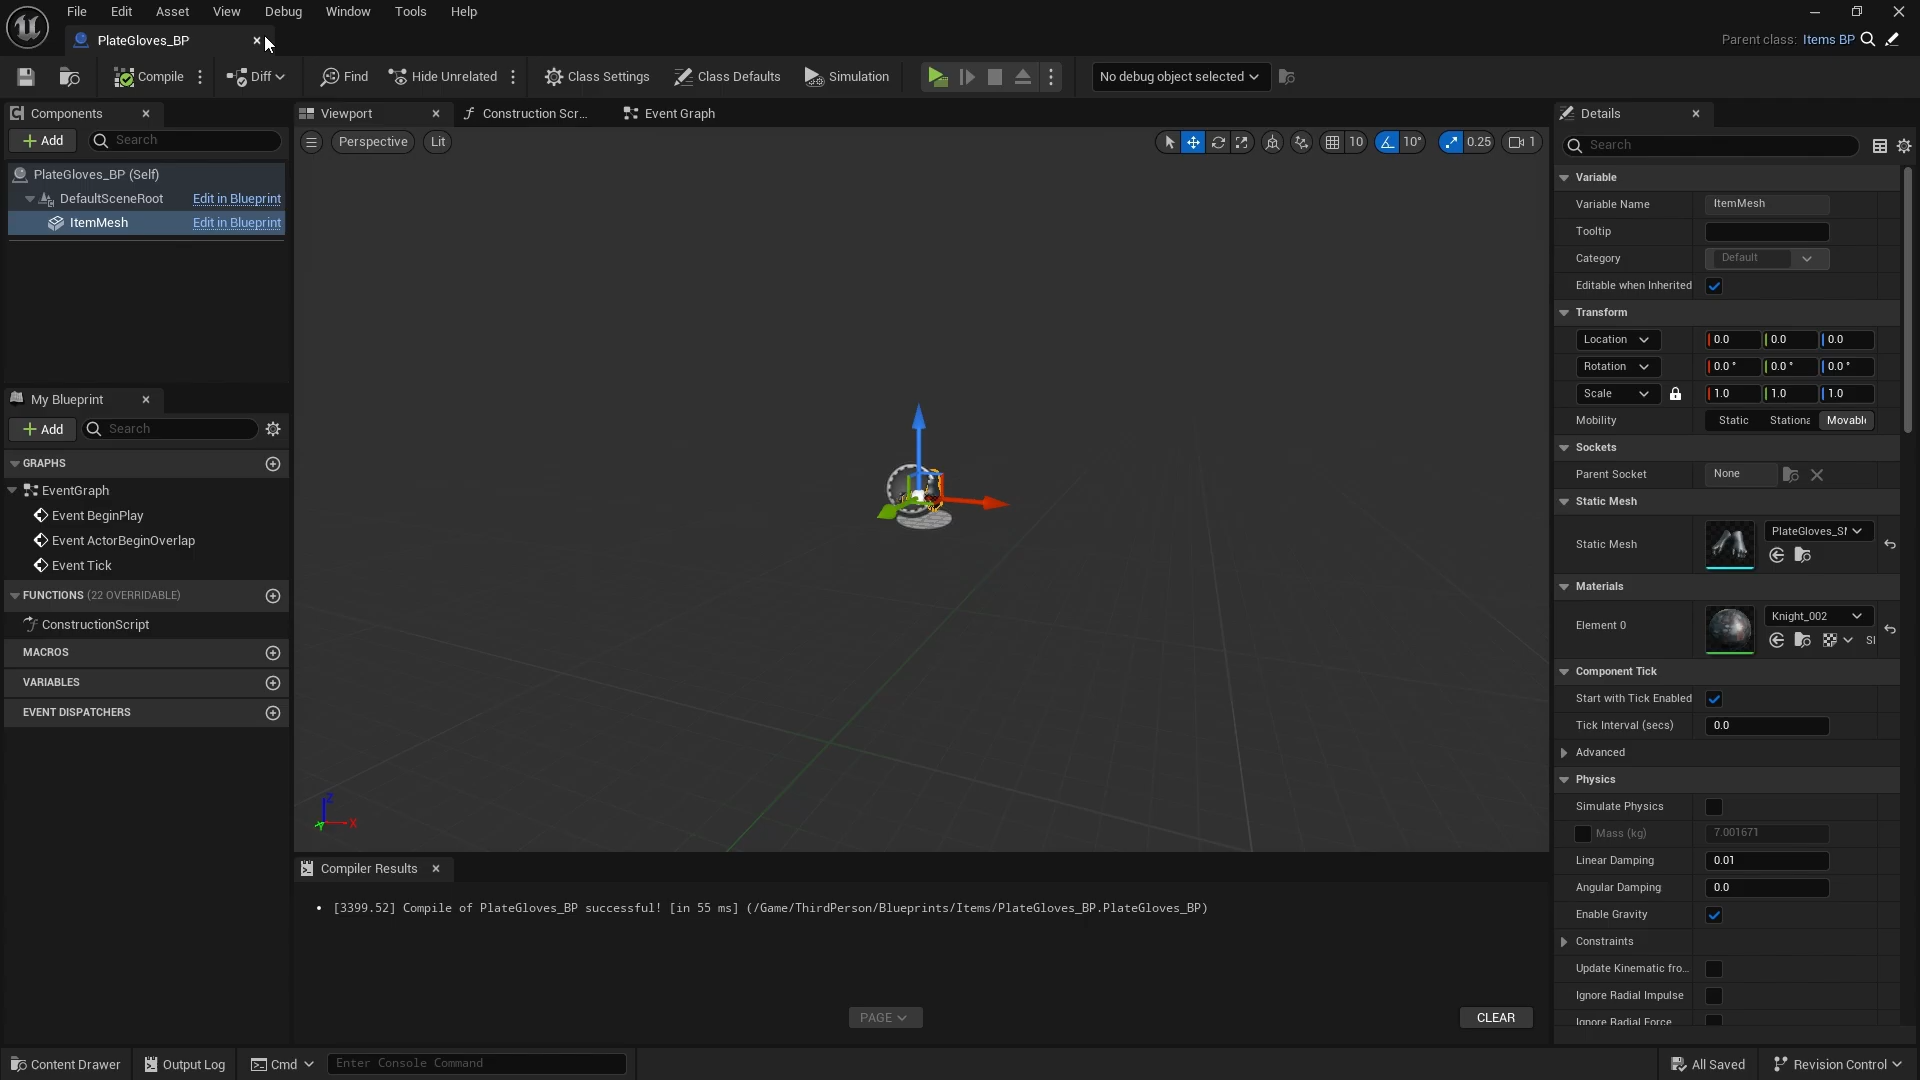 File Edit Asset View Debug Window Tools Help
PlateGloves_BP
Parent class: Items BP
Compile Diff Find Hide Unrelated Class Settings Class Defaults Simulation No debug object selected
Components Viewport Construction Scr... Event Graph Details
Add Search Perspective Lit 10 10° 0.25 1 Search
PlateGloves_BP (Self)
DefaultSceneRoot Edit in Blueprint
ItemMesh Edit in Blueprint
Variable
Variable Name ItemMesh
Tooltip
Category Default
Editable when Inherited
Transform
Location 0.0 0.0 0.0
Rotation 0.0 ° 0.0 ° 0.0 °
Scale 1.0 1.0 1.0
Mobility Static Stationa Movabl
Sockets
Parent Socket None
Static Mesh
Static Mesh PlateGloves_S
Materials
Element 0 Knight_002
Component Tick
Start with Tick Enabled
Tick Interval (secs) 0.0
Advanced
Physics
Simulate Physics
Mass (kg) 7.001671
Linear Damping 0.01
Angular Damping 0.0
Enable Gravity
Constraints
Update Kinematic fro...
Ignore Radial Impulse
Ignore Radial Force
My Blueprint
Add Search
GRAPHS
EventGraph
Event BeginPlay
Event ActorBeginOverlap
Event Tick
FUNCTIONS (22 OVERRIDABLE)
ConstructionScript
MACROS
VARIABLES
EVENT DISPATCHERS
Z
Y X
Compiler Results
• [3399.52] Compile of PlateGloves_BP successful! [in 55 ms] (/Game/ThirdPerson/Blueprints/Items/PlateGloves_BP.PlateGloves_BP)
PAGE CLEAR
Content Drawer Output Log Cmd Enter Console Command All Saved Revision Control